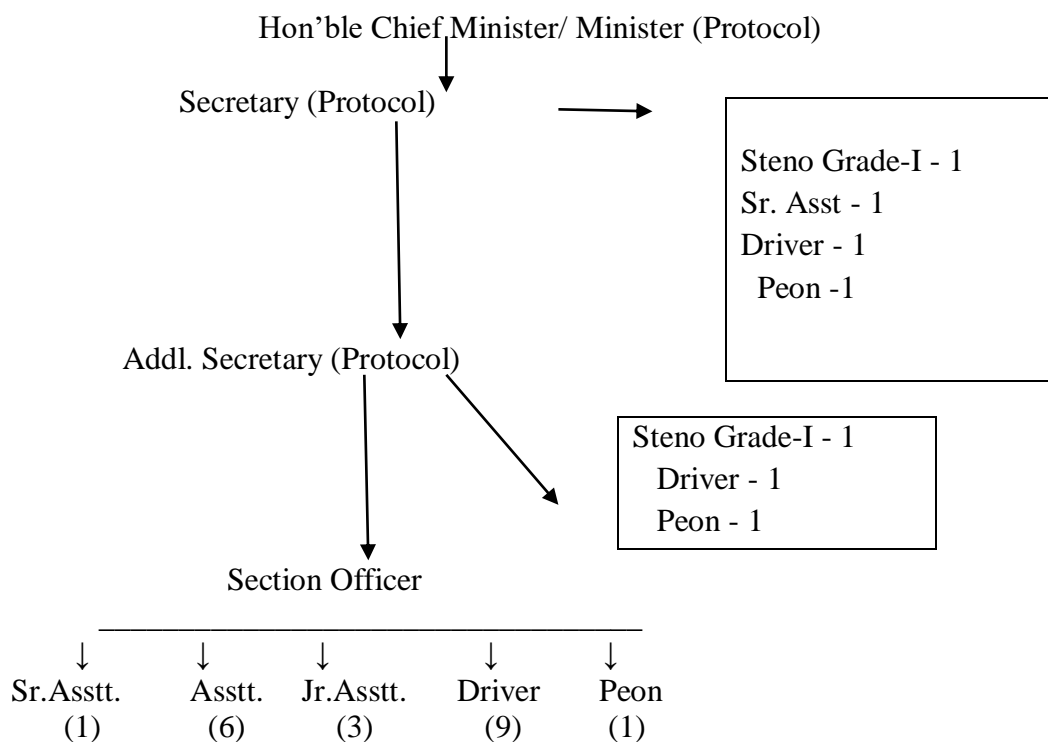 Hon’ble Chief Minister/ Minister (Protocol)
Secretary (Protocol)
Steno Grade-I - 1
Sr. Asst - 1
Driver - 1
Peon -1
Addl. Secretary (Protocol)
Steno Grade-I - 1
Driver - 1
Peon - 1
Section Officer
Sr.Asstt. Asstt. Jr.Asstt. Driver Peon
(1) (6) (3) (9) (1)